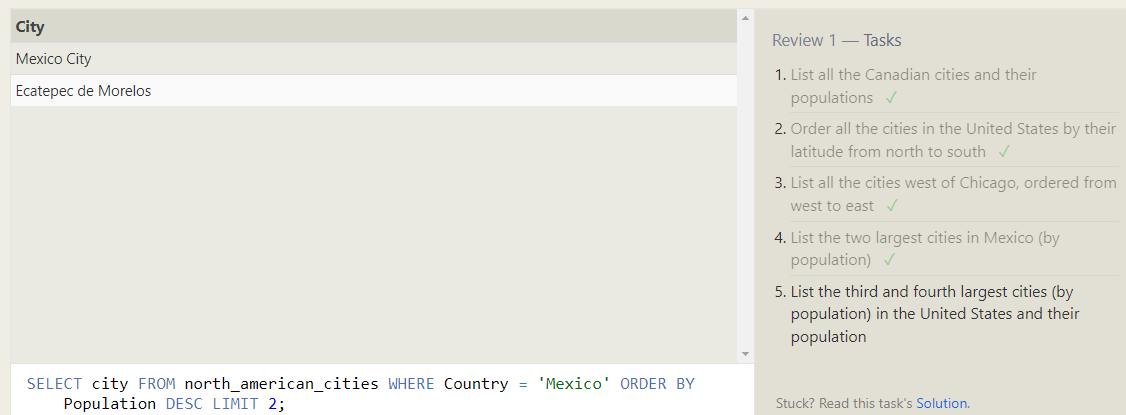 City
Mexico City
Ecatepec de Morelos
SELECT city FROM north_american_cities WHERE Country = 'Mexico' ORDER BY
Population DESC LIMIT 2;
Review 1 — Tasks
1. List all the Canadian cities and their
populations ✓
2. Order all the cities in the United States by their
latitude from north to south ✓
3. List all the cities west of Chicago, ordered from
west to east ✓
4. List the two largest cities in Mexico (by
population) ✓
5. List the third and fourth largest cities (by
population) in the United States and their
population
Stuck? Read this task's Solution.